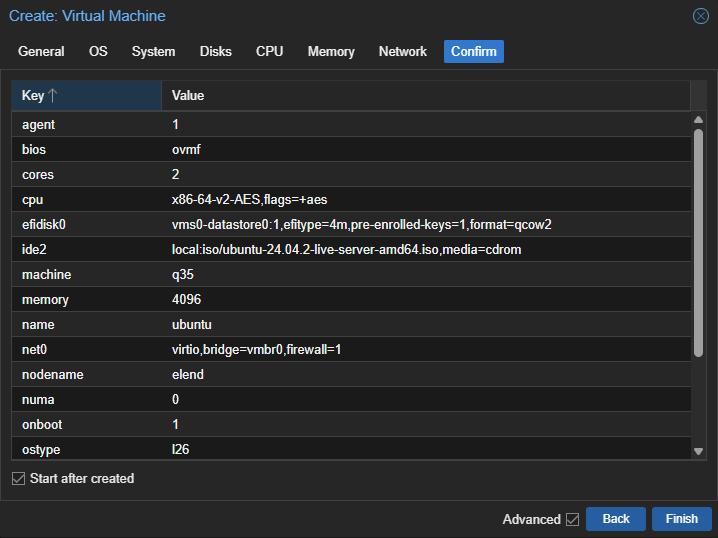 Create: Virtual Machine
General OS System Disks CPU Memory Network Confirm
Key Value
agent 1
bios ovmf
cores 2
cpu x86-64-v2-AES,flags=+aes
efidisk0 vms0-datastore0:1,efitype=4m,pre-enrolled-keys=1,format=qcow2
ide2 local:iso/ubuntu-24.04.2-live-server-amd64.iso,media=cdrom
machine q35
memory 4096
name ubuntu
net0 virtio,bridge=vmbr0,firewall=1
nodename elend
numa 0
onboot 1
ostype l26
Start after created
Advanced Back Finish